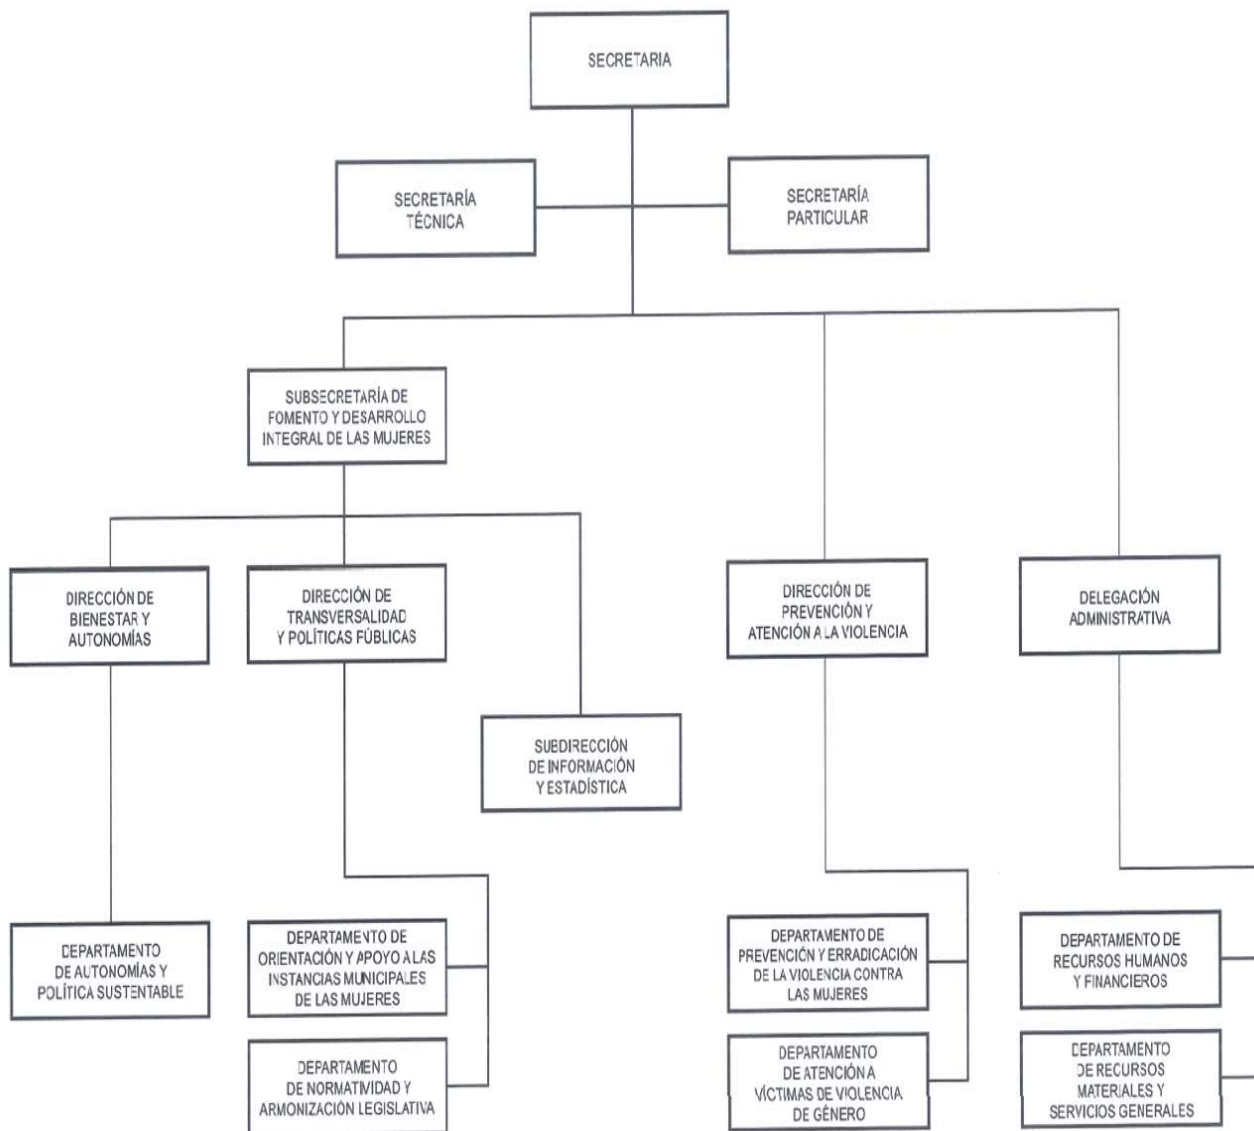 SECRETARIA
SECRETARÍA
TÉCNICA
SECRETARÍA
PARTICULAR
SUBSECRETARÍA DE
FOMENTO Y DESARROLLO
INTEGRAL DE LAS MUJERES
DIRECCIÓN DE
BIENESTAR Y
AUTONOMÍAS
DIRECCIÓN DE
TRANSVERSALIDAD
Y POLÍTICAS PÚBLICAS
DIRECCIÓN DE
PREVENCIÓN Y
ATENCIÓN A LA VIOLENCIA
DELEGACIÓN
ADMINISTRATIVA
SUBDIRECCIÓN
DE INFORMACIÓN
Y ESTADÍSTICA
DEPARTAMENTO
DE AUTONOMÍAS Y
POLÍTICA SUSTENTABLE
DEPARTAMENTO DE
ORIENTACIÓN Y APOYO A LAS
INSTANCIAS MUNICIPALES
DE LAS MUJERES
DEPARTAMENTO DE
PREVENCIÓN Y ERRADICACIÓN
DE LA VIOLENCIA CONTRA
LAS MUJERES
DEPARTAMENTO DE
RECURSOS HUMANOS
Y FINANCIEROS
DEPARTAMENTO
DE NORMATIVIDAD Y
ARMONIZACIÓN LEGISLATIVA
DEPARTAMENTO
DE ATENCIÓN A
VÍCTIMAS DE VIOLENCIA
DE GÉNERO
DEPARTAMENTO
DE RECURSOS
MATERIALES Y
SERVICIOS GENERALES